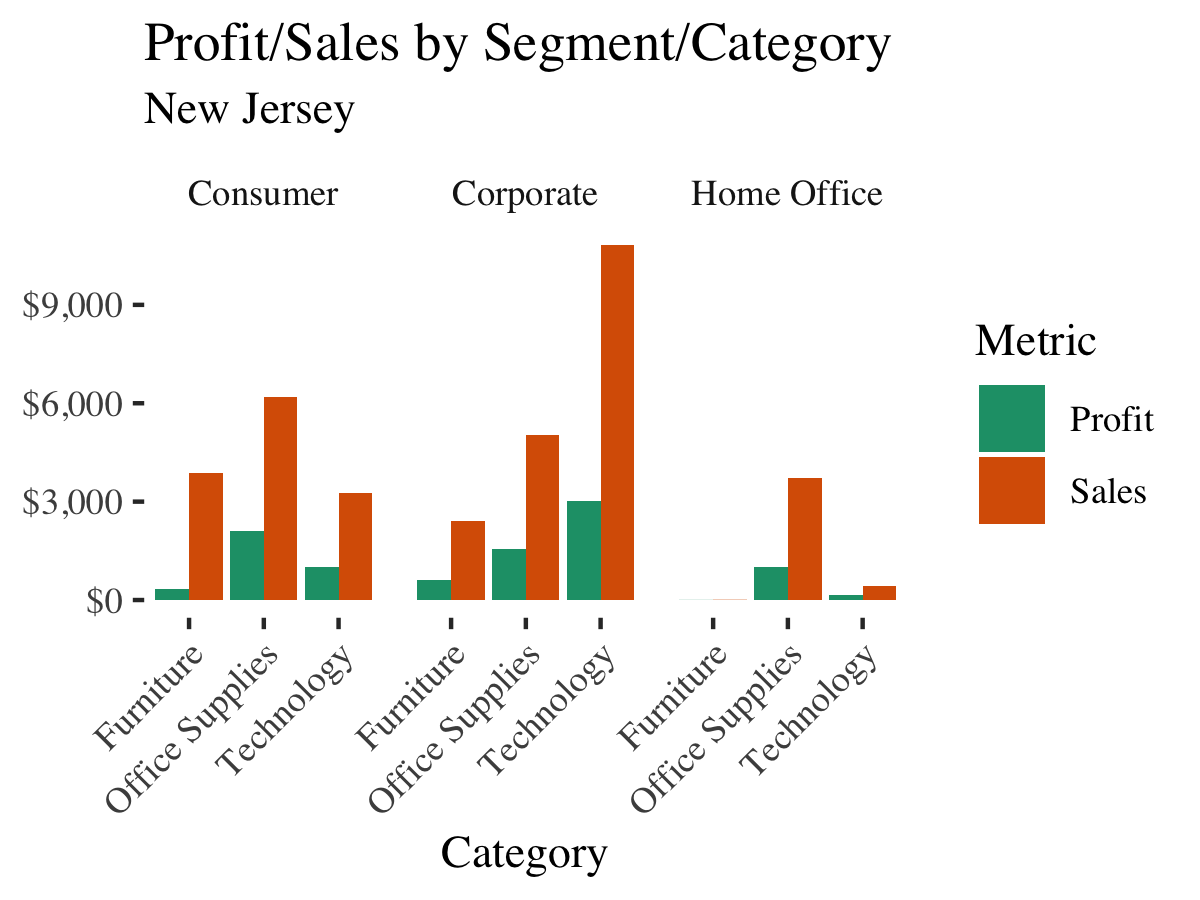 Profit/Sales by Segment/Category
New Jersey
Consumer
Corporate
Home Office
$9,000
$6,000
$3,000
$0
Furniture
Office Supplies
Technology
Furniture
Office Supplies
Technology
Furniture
Office Supplies
Technology
Category
Metric
Profit
Sales